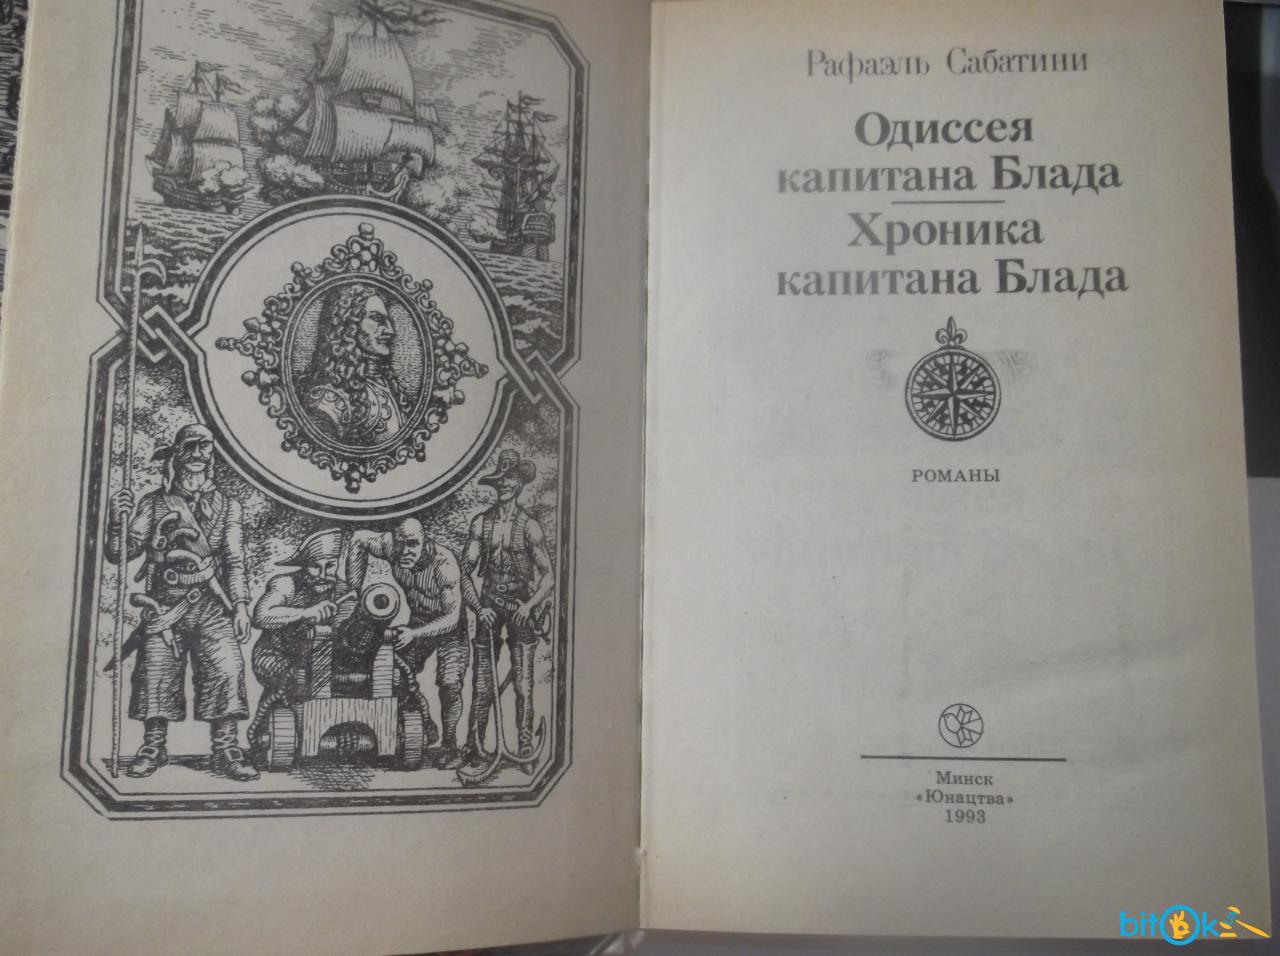 Рафаэль Сабатини
Одиссея
капитана Блада
Хроника
капитана Блада
РОМАНЫ
Минск
«Юнацтва»
1993
bitok